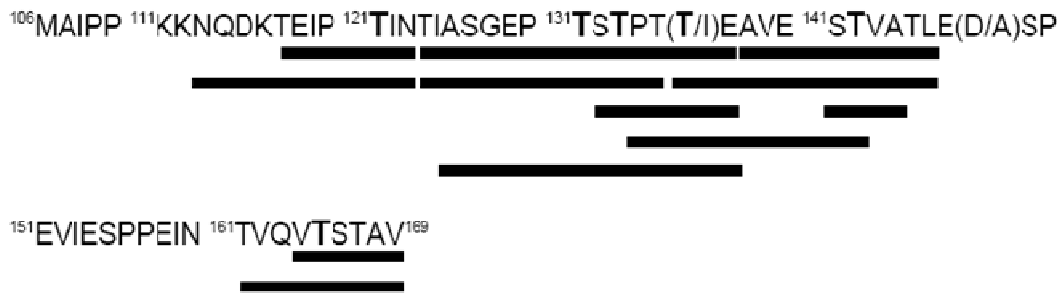 ¹⁰⁶MAIPP ¹¹¹KKNQDKTEIP ¹²¹TINTIASGEP ¹³¹TSTPT(T/I)EAVE ¹⁴¹STVATLE(D/A)SP
¹⁵¹EVIESPPEIN ¹⁶¹TVQVTSTAV¹⁶⁹